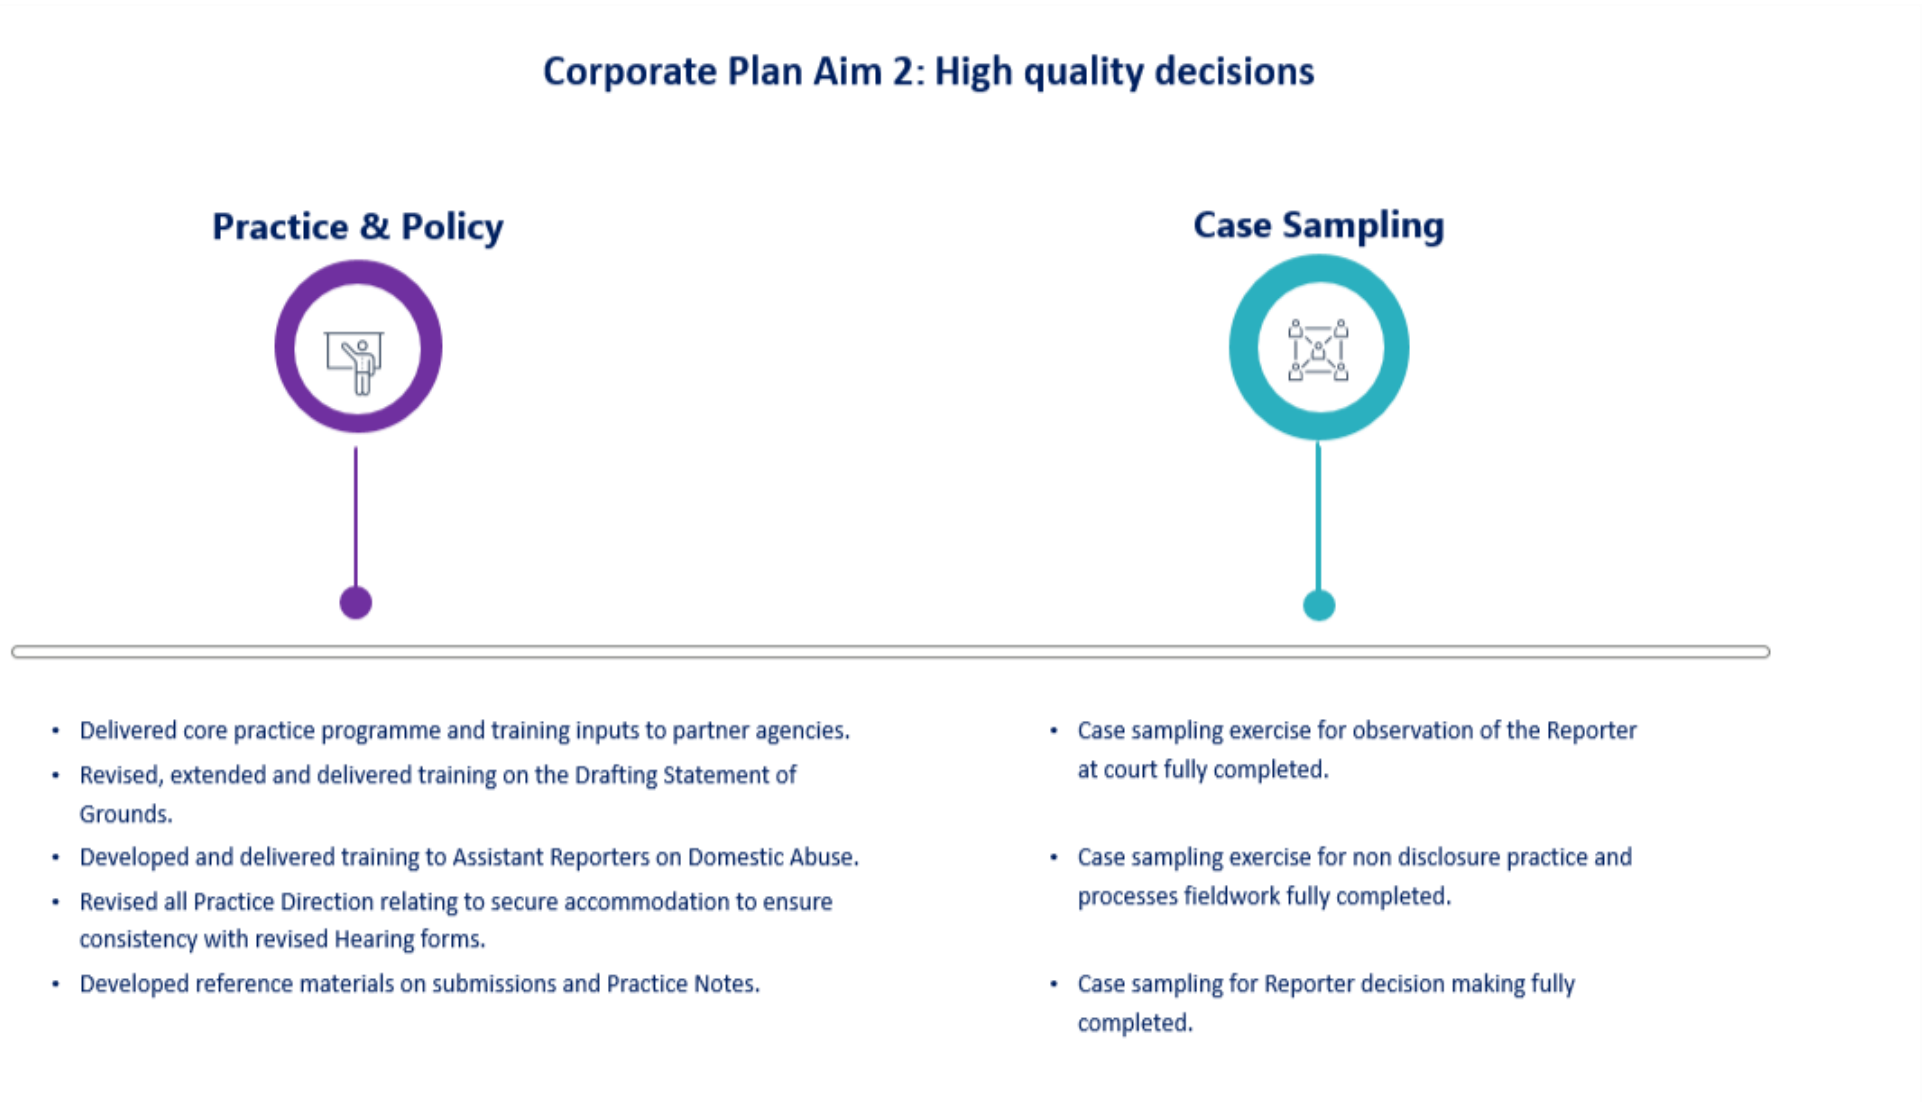 Corporate Plan Aim 2: High quality decisions
Practice & Policy
Case Sampling
• Delivered core practice programme and training inputs to partner agencies.
• Revised, extended and delivered training on the Drafting Statement of
Grounds.
• Developed and delivered training to Assistant Reporters on Domestic Abuse.
• Revised all Practice Direction relating to secure accommodation to ensure
consistency with revised Hearing forms.
• Developed reference materials on submissions and Practice Notes.
• Case sampling exercise for observation of the Reporter
at court fully completed.
• Case sampling exercise for non disclosure practice and
processes fieldwork fully completed.
• Case sampling for Reporter decision making fully
completed.